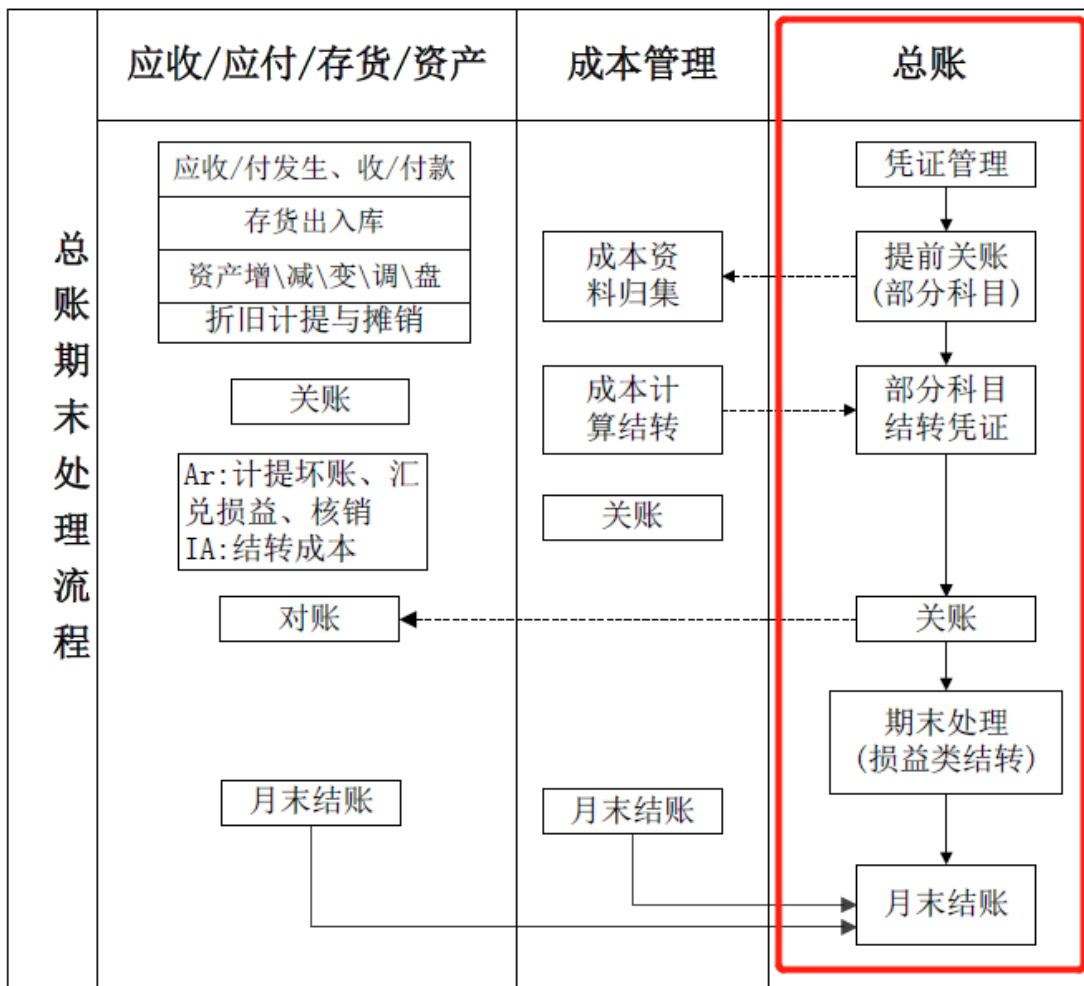 总账期末处理流程
应收/应付/存货/资产
成本管理
总账
应收/付发生、收/付款
存货出入库
资产增\减\变\调\盘
折旧计提与摊销
关账
Ar:计提坏账、汇
兑损益、核销
IA:结转成本
对账
月末结账
成本资
料归集
成本计
算结转
关账
月末结账
凭证管理
提前关账
(部分科目)
部分科目
结转凭证
关账
期末处理
(损益类结转)
月末结账